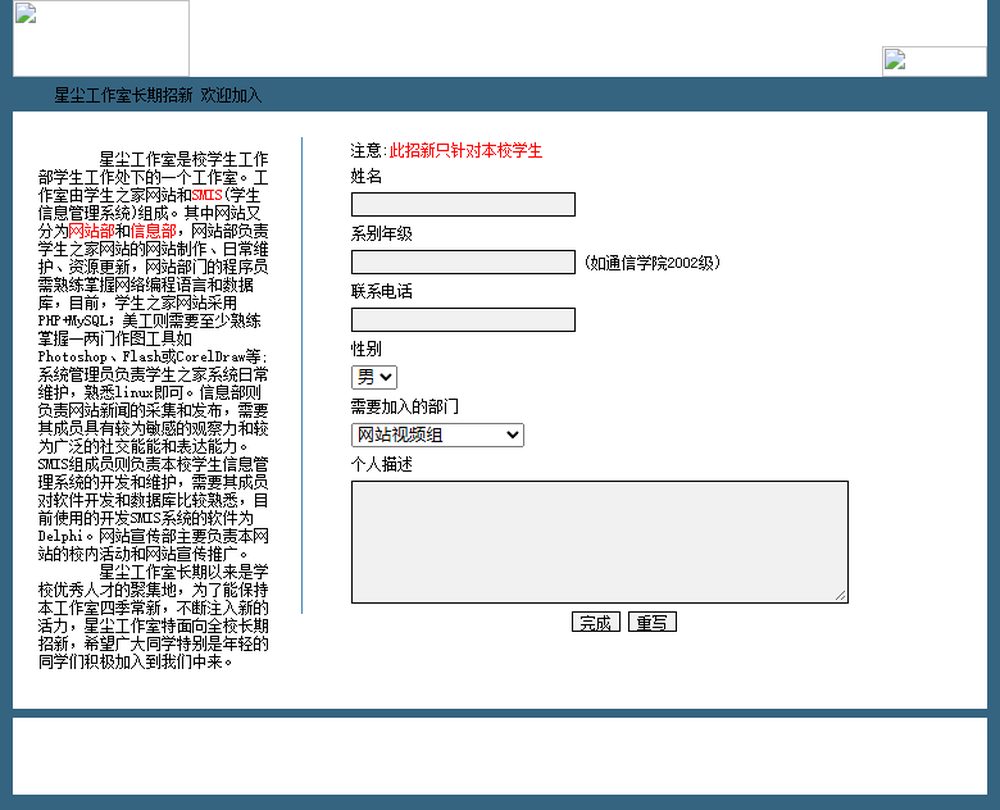 星尘工作室长期招新 欢迎加入
星尘工作室是校学生工作
部学生工作处下的一个工作室。工
作室由学生之家网站和SMIS(学生
信息管理系统)组成。其中网站又
分为网站部和信息部，网站部负责
学生之家网站的网站制作、日常维
护、资源更新，网站部门的程序员
需熟练掌握网络编程语言和数据
库，目前，学生之家网站采用
PHP+MySQL；美工则需要至少熟练
掌握一两门作图工具如
Photoshop、Flash或CorelDraw等;
系统管理员负责学生之家系统日常
维护，熟悉linux即可。信息部则
负责网站新闻的采集和发布，需要
其成员具有较为敏感的观察力和较
为广泛的社交能能和表达能力。
SMIS组成员则负责本校学生信息管
理系统的开发和维护，需要其成员
对软件开发和数据库比较熟悉，目
前使用的开发SMIS系统的软件为
Delphi。网站宣传部主要负责本网
站的校内活动和网站宣传推广。
星尘工作室长期以来是学
校优秀人才的聚集地，为了能保持
本工作室四季常新，不断注入新的
活力，星尘工作室特面向全校长期
招新，希望广大同学特别是年轻的
同学们积极加入到我们中来。
注意:此招新只针对本校学生
姓名
系别年级
(如通信学院2002级)
联系电话
性别
男
需要加入的部门
网站视频组
个人描述
完成 重写